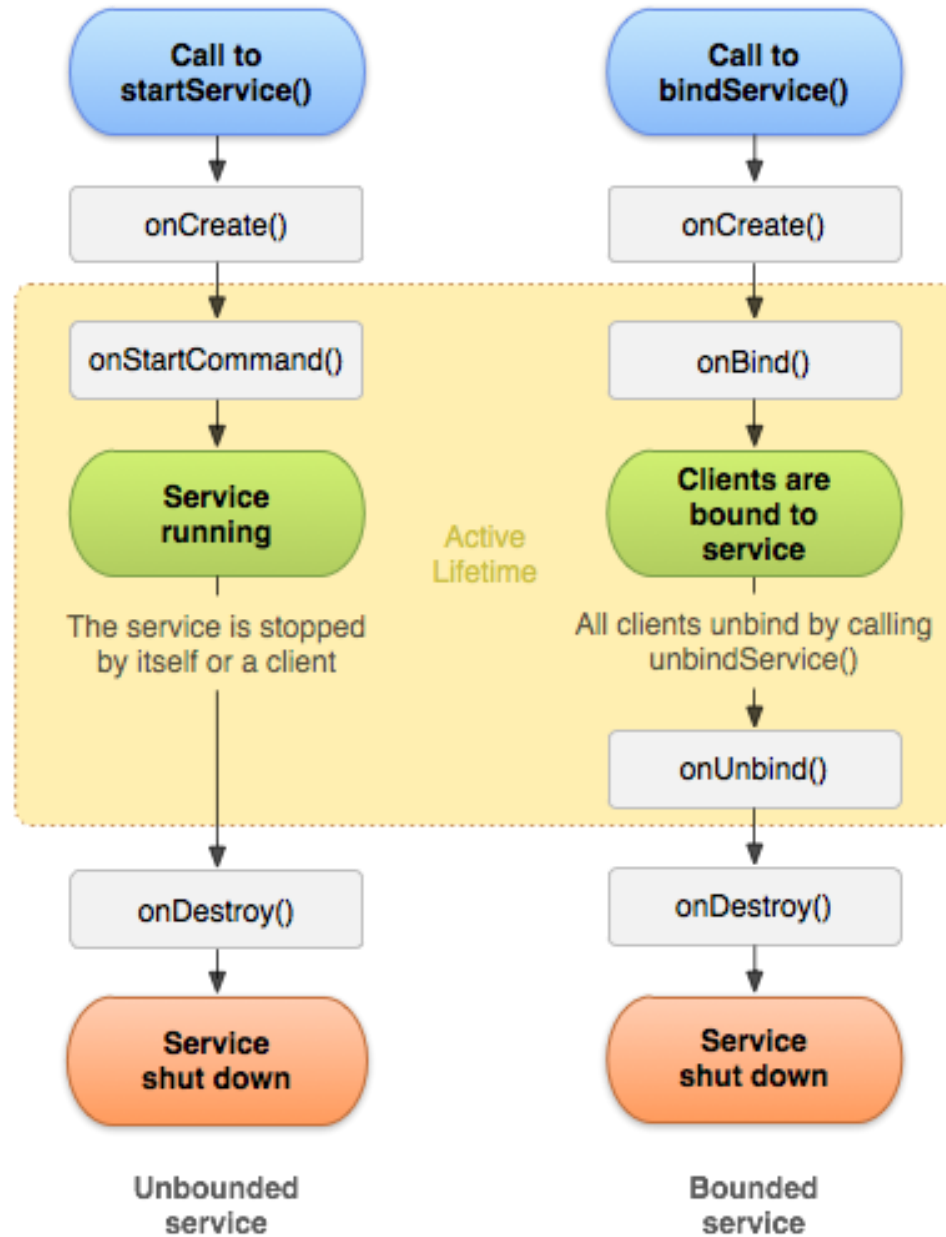 Call to
startService()
onCreate()
onStartCommand()
Service
running
The service is stopped
by itself or a client
onDestroy()
Service
shut down
Unbounded
service
Active
Lifetime
Call to
bindService()
onCreate()
onBind()
Clients are
bound to
service
All clients unbind by calling
unbindService()
onUnbind()
onDestroy()
Service
shut down
Bounded
service